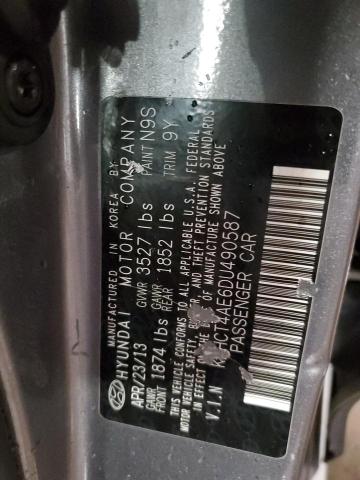 MANUFACTURED IN KOREA BY
HYUNDAI MOTOR COMPANY
APR/23/13 GVWR 3527 lbs PAINT N9S
GAWR FRONT 1874 lbs GAWR REAR 1852 lbs TRIM 9Y
THIS VEHICLE CONFORMS TO ALL APPLICABLE U.S.A. FEDERAL
MOTOR VEHICLE SAFETY, BUMPER, AND THEFT PREVENTION STANDARDS
IN EFFECT ON THE DATE OF MANUFACTURE SHOWN ABOVE
V.I.N
PASSENGER CAR